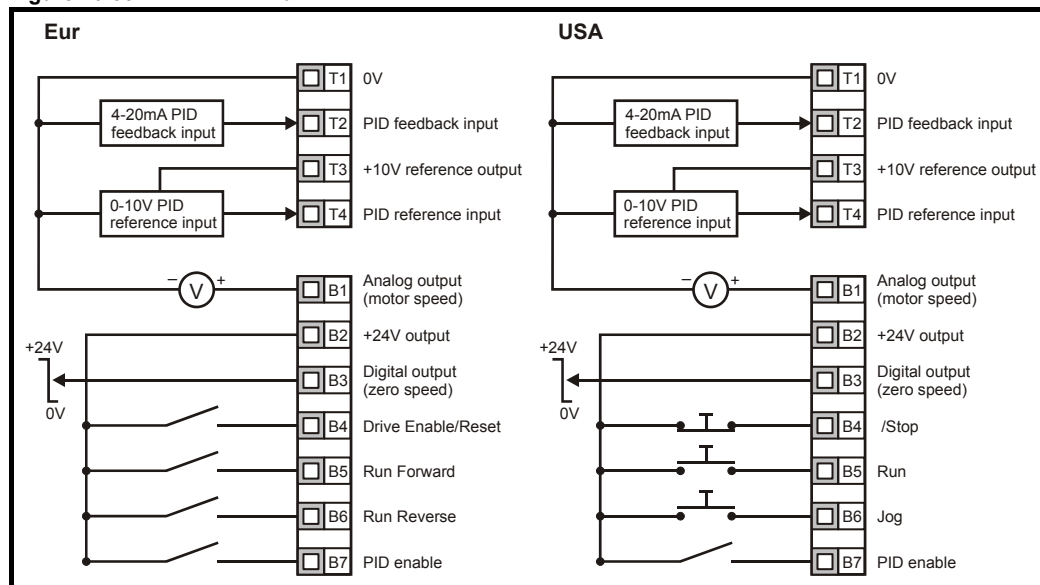 Eur
T1 0V
4-20mA PID
feedback input
T2 PID feedback input
T3 +10V reference output
0-10V PID
reference input
T4 PID reference input
– V +
B1 Analog output
(motor speed)
B2 +24V output
+24V
0V
B3 Digital output
(zero speed)
B4 Drive Enable/Reset
B5 Run Forward
B6 Run Reverse
B7 PID enable
USA
T1 0V
4-20mA PID
feedback input
T2 PID feedback input
T3 +10V reference output
0-10V PID
reference input
T4 PID reference input
– V +
B1 Analog output
(motor speed)
B2 +24V output
+24V
0V
B3 Digital output
(zero speed)
B4 /Stop
B5 Run
B6 Jog
B7 PID enable